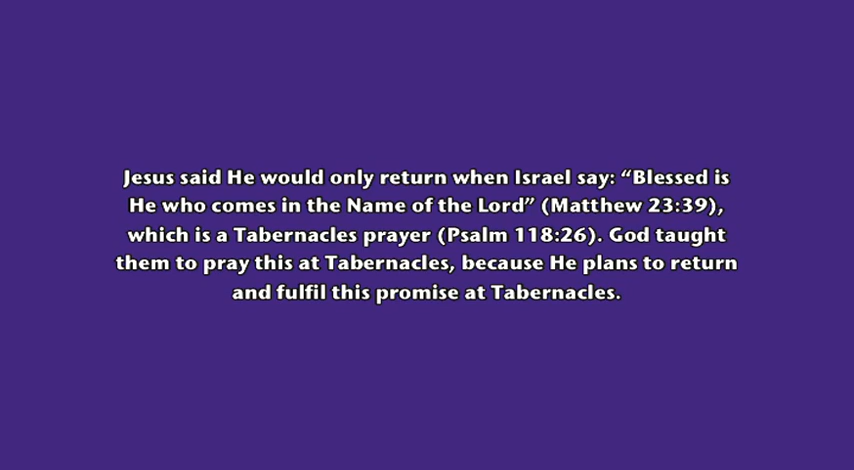 Jesus said He would only return when Israel say: “Blessed is
He who comes in the Name of the Lord” (Matthew 23:39),
which is a Tabernacles prayer (Psalm 118:26). God taught
them to pray this at Tabernacles, because He plans to return
and fulfil this promise at Tabernacles.